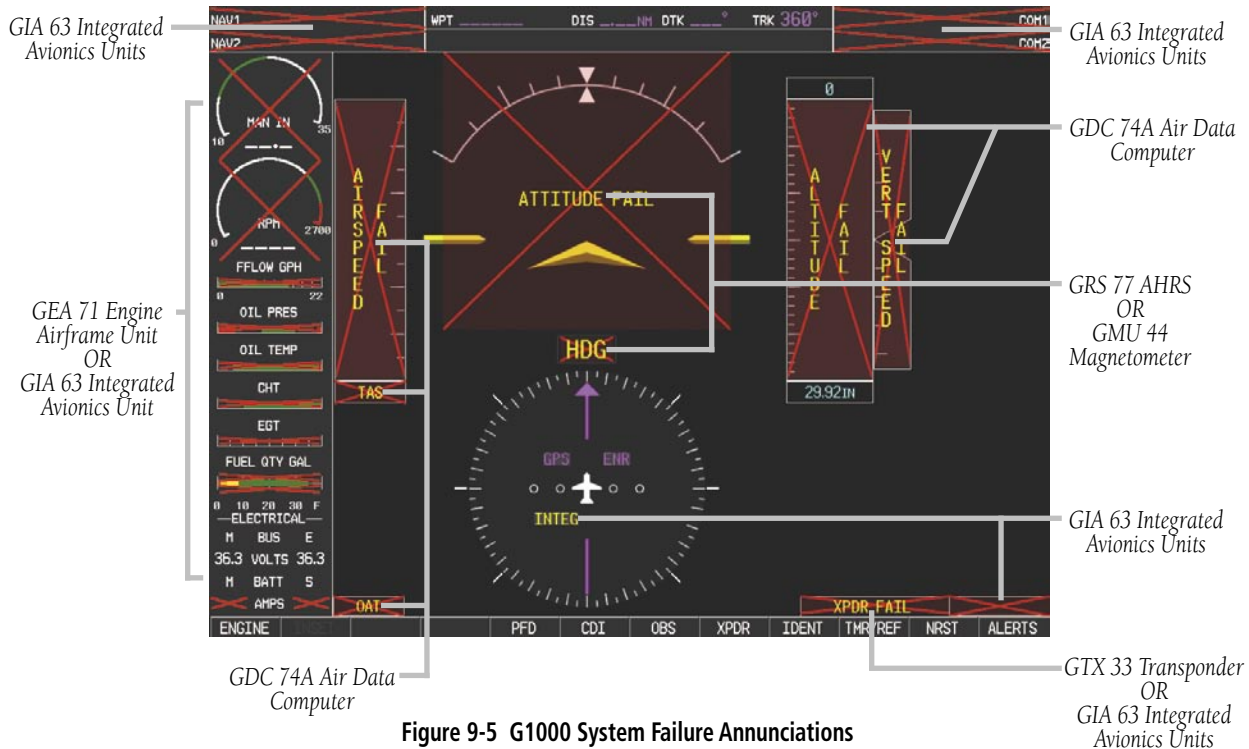 GIA 63 Integrated
Avionics Units
NAV1
NAV2
WPT _______ DIS __.__NM DTK ___° TRK 360°
COM1
COM2
GIA 63 Integrated
Avionics Units
MAN IN
10
35
__._
RPM
0
2700
____
FFLOW GPH
0 22
OIL PRES
OIL TEMP
CHT
EGT
FUEL QTY GAL
0 10 20 30 F
ELECTRICAL
M BUS E
36.3 VOLTS 36.3
M BATT S
AMPS
GEA 71 Engine
Airframe Unit
OR
GIA 63 Integrated
Avionics Unit
AIRSPEED
FAIL
TAS
OAT
ATTITUDE FAIL
HDG
GPS ENR
INTEG
0
ALTITUDE
FAIL
29.92IN
VERT SPEED
FAIL
XPDR FAIL
GDC 74A Air Data
Computer
GRS 77 AHRS
OR
GMU 44
Magnetometer
GIA 63 Integrated
Avionics Units
ENGINE PFD CDI OBS XPDR IDENT TMR/REF NRST ALERTS
GDC 74A Air Data
Computer
GTX 33 Transponder
OR
GIA 63 Integrated
Avionics Units
Figure 9-5 G1000 System Failure Annunciations